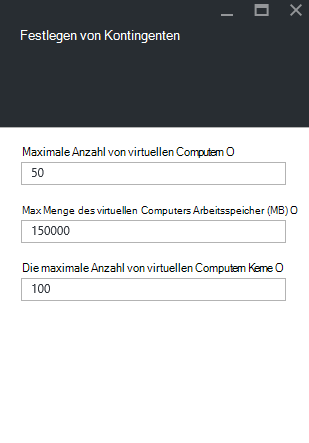 Festlegen von Kontingenten
Maximale Anzahl von virtuellen Computern O
50
Max Menge des virtuellen Computers Arbeitsspeicher (MB) O
150000
Die maximale Anzahl von virtuellen Computern Kerne O
100